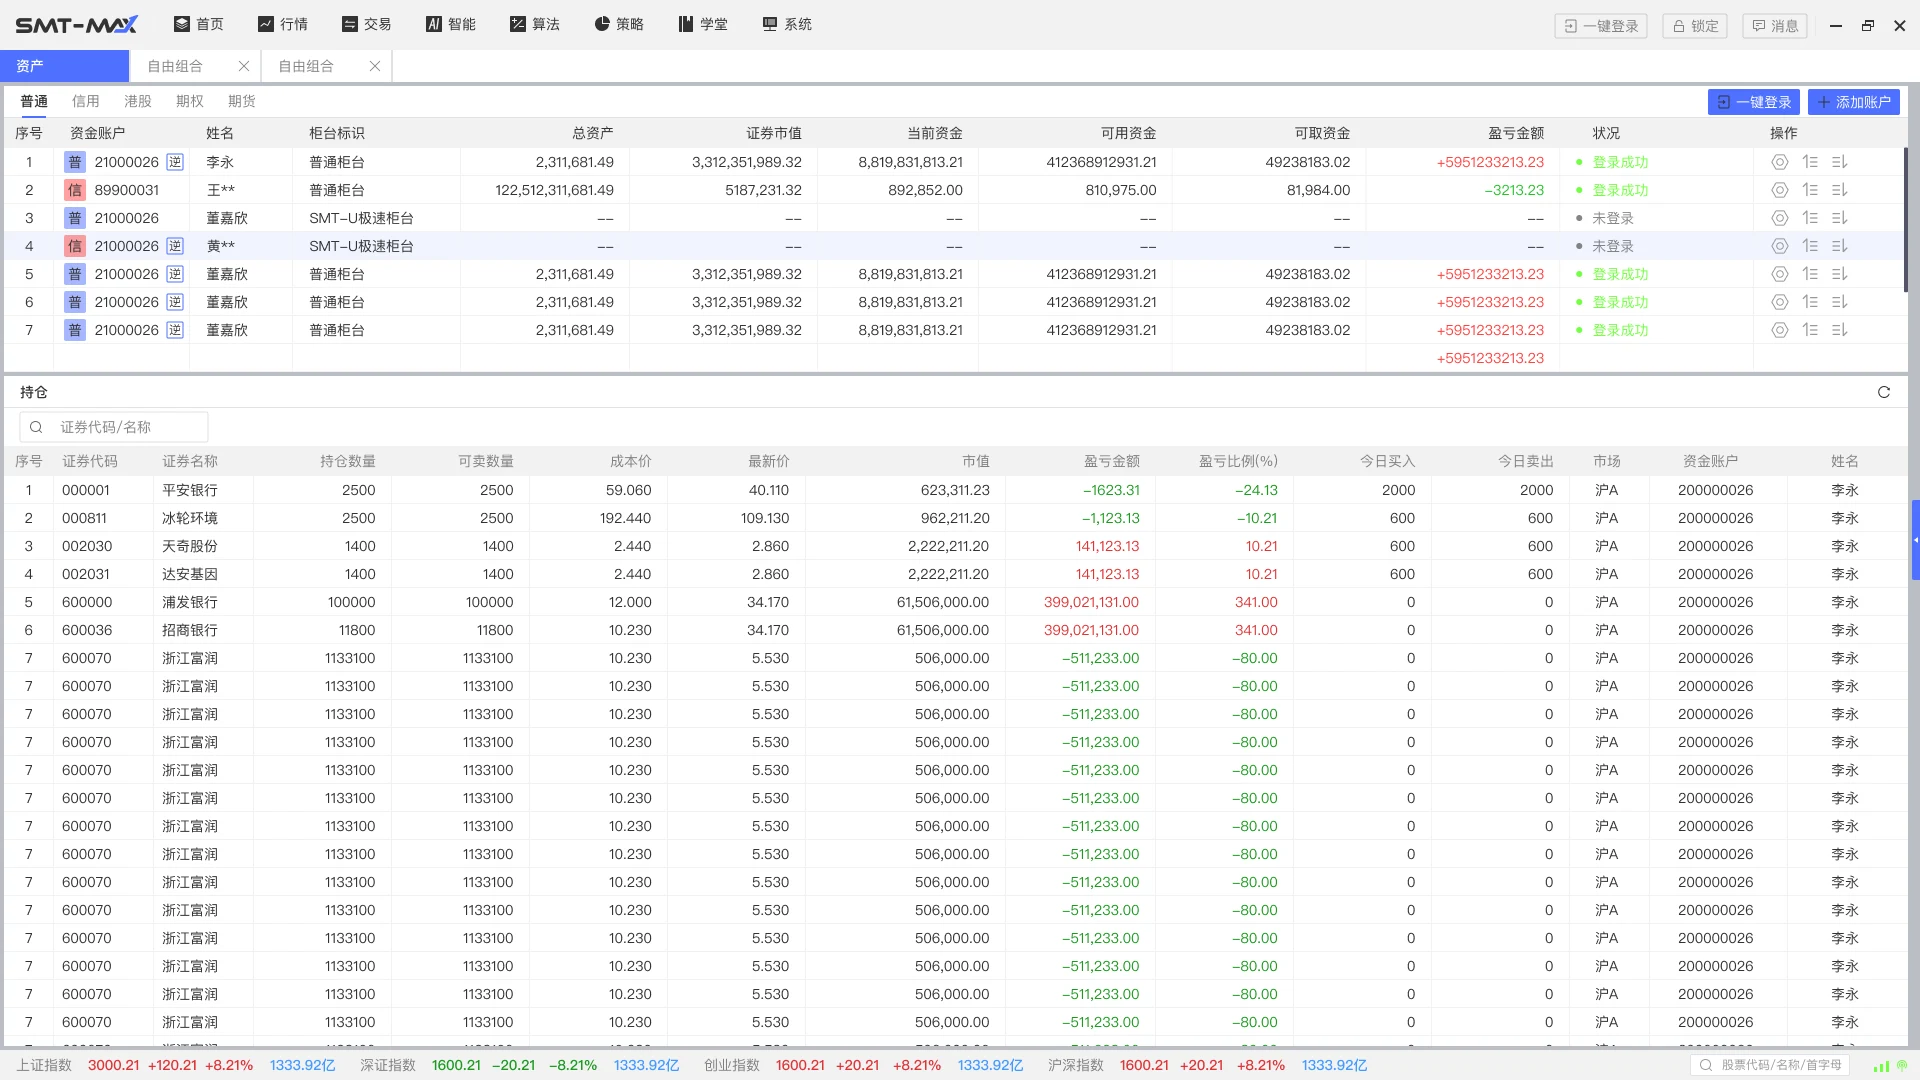 SMT-MAX 首页 行情 交易 AI 智能 算法 策略 学堂 系统 一键登录 锁定 消息
资产 自由组合 自由组合
普通 信用 港股 期权 期货 一键登录 添加账户
序号 资金账户 姓名 柜台标识 总资产 证券市值 当前资金 可用资金 可取资金 盈亏金额 状况 操作
1 普 21000026 逆 李永 普通柜台 2,311,681.49 3,312,351,989.32 8,819,831,813.21 412368912931.21 49238183.02 +5951233213.23 登录成功
2 信 89900031 王** 普通柜台 122,512,311,681.49 5187,231.32 892,852.00 810,975.00 81,984.00 −3213.23 登录成功
3 普 21000026 董嘉欣 SMT-U极速柜台 -- -- -- -- -- -- 未登录
4 信 21000026 逆 黄** SMT-U极速柜台 -- -- -- -- -- -- 未登录
5 普 21000026 逆 董嘉欣 普通柜台 2,311,681.49 3,312,351,989.32 8,819,831,813.21 412368912931.21 49238183.02 +5951233213.23 登录成功
6 普 21000026 逆 董嘉欣 普通柜台 2,311,681.49 3,312,351,989.32 8,819,831,813.21 412368912931.21 49238183.02 +5951233213.23 登录成功
7 普 21000026 逆 董嘉欣 普通柜台 2,311,681.49 3,312,351,989.32 8,819,831,813.21 412368912931.21 49238183.02 +5951233213.23 登录成功
+5951233213.23
持仓
证券代码/名称
序号 证券代码 证券名称 持仓数量 可卖数量 成本价 最新价 市值 盈亏金额 盈亏比例(%) 今日买入 今日卖出 市场 资金账户 姓名
1 000001 平安银行 2500 2500 59.060 40.110 623,311.23 −1623.31 −24.13 2000 2000 沪A 200000026 李永
2 000811 冰轮环境 2500 2500 192.440 109.130 962,211.20 −1,123.13 −10.21 600 600 沪A 200000026 李永
3 002030 天奇股份 1400 1400 2.440 2.860 2,222,211.20 141,123.13 10.21 600 600 沪A 200000026 李永
4 002031 达安基因 1400 1400 2.440 2.860 2,222,211.20 141,123.13 10.21 600 600 沪A 200000026 李永
5 600000 浦发银行 100000 100000 12.000 34.170 61,506,000.00 399,021,131.00 341.00 0 0 沪A 200000026 李永
6 600036 招商银行 11800 11800 10.230 34.170 61,506,000.00 399,021,131.00 341.00 0 0 沪A 200000026 李永
7 600070 浙江富润 1133100 1133100 10.230 5.530 506,000.00 −511,233.00 −80.00 0 0 沪A 200000026 李永
7 600070 浙江富润 1133100 1133100 10.230 5.530 506,000.00 −511,233.00 −80.00 0 0 沪A 200000026 李永
7 600070 浙江富润 1133100 1133100 10.230 5.530 506,000.00 −511,233.00 −80.00 0 0 沪A 200000026 李永
7 600070 浙江富润 1133100 1133100 10.230 5.530 506,000.00 −511,233.00 −80.00 0 0 沪A 200000026 李永
7 600070 浙江富润 1133100 1133100 10.230 5.530 506,000.00 −511,233.00 −80.00 0 0 沪A 200000026 李永
7 600070 浙江富润 1133100 1133100 10.230 5.530 506,000.00 −511,233.00 −80.00 0 0 沪A 200000026 李永
7 600070 浙江富润 1133100 1133100 10.230 5.530 506,000.00 −511,233.00 −80.00 0 0 沪A 200000026 李永
7 600070 浙江富润 1133100 1133100 10.230 5.530 506,000.00 −511,233.00 −80.00 0 0 沪A 200000026 李永
7 600070 浙江富润 1133100 1133100 10.230 5.530 506,000.00 −511,233.00 −80.00 0 0 沪A 200000026 李永
7 600070 浙江富润 1133100 1133100 10.230 5.530 506,000.00 −511,233.00 −80.00 0 0 沪A 200000026 李永
7 600070 浙江富润 1133100 1133100 10.230 5.530 506,000.00 −511,233.00 −80.00 0 0 沪A 200000026 李永
7 600070 浙江富润 1133100 1133100 10.230 5.530 506,000.00 −511,233.00 −80.00 0 0 沪A 200000026 李永
7 600070 浙江富润 1133100 1133100 10.230 5.530 506,000.00 −511,233.00 −80.00 0 0 沪A 200000026 李永
7 600070 浙江富润 1133100 1133100 10.230 5.530 506,000.00 −511,233.00 −80.00 0 0 沪A 200000026 李永
上证指数 3000.21 +120.21 +8.21% 1333.92亿 深证指数 1600.21 −20.21 −8.21% 1333.92亿 创业指数 1600.21 +20.21 +8.21% 1333.92亿 沪深指数 1600.21 +20.21 +8.21% 1333.92亿 股票代码/名称/首字母